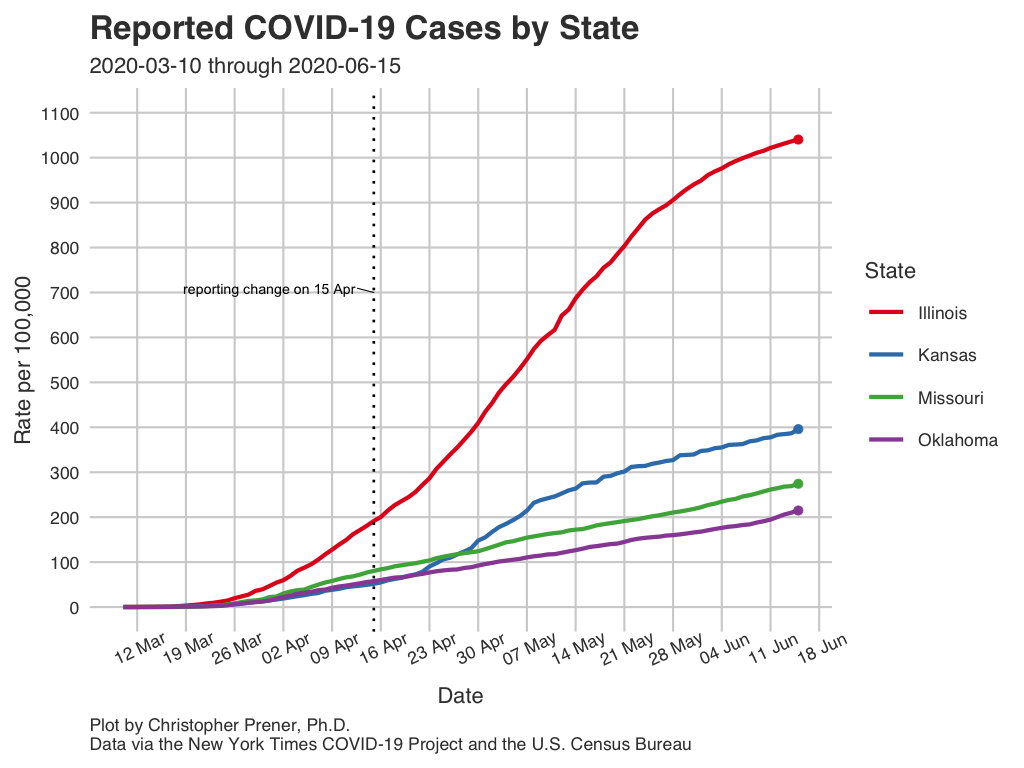 Reported COVID-19 Cases by State
2020-03-10 through 2020-06-15
1100
1000
900
800
700
600
500
400
300
200
100
0
Rate per 100,000
reporting change on 15 Apr
12 Mar
19 Mar
26 Mar
02 Apr
09 Apr
16 Apr
23 Apr
30 Apr
07 May
14 May
21 May
28 May
04 Jun
11 Jun
18 Jun
Date
State
Illinois
Kansas
Missouri
Oklahoma
Plot by Christopher Prener, Ph.D.
Data via the New York Times COVID-19 Project and the U.S. Census Bureau